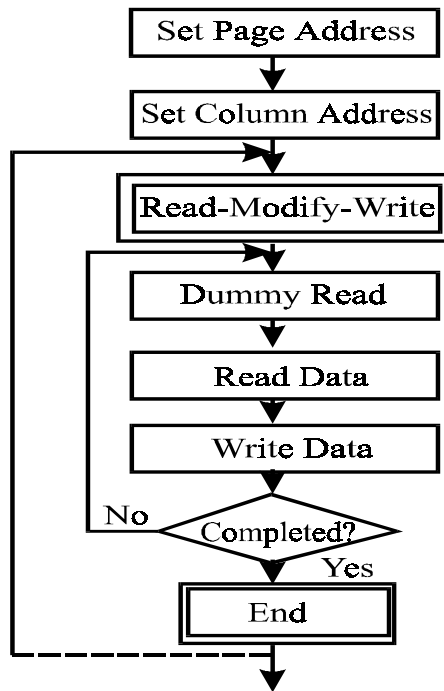 Set Page Address
Set Column Address
Read-Modify-Write
Dummy Read
Read Data
Write Data
No
Completed?
Yes
End